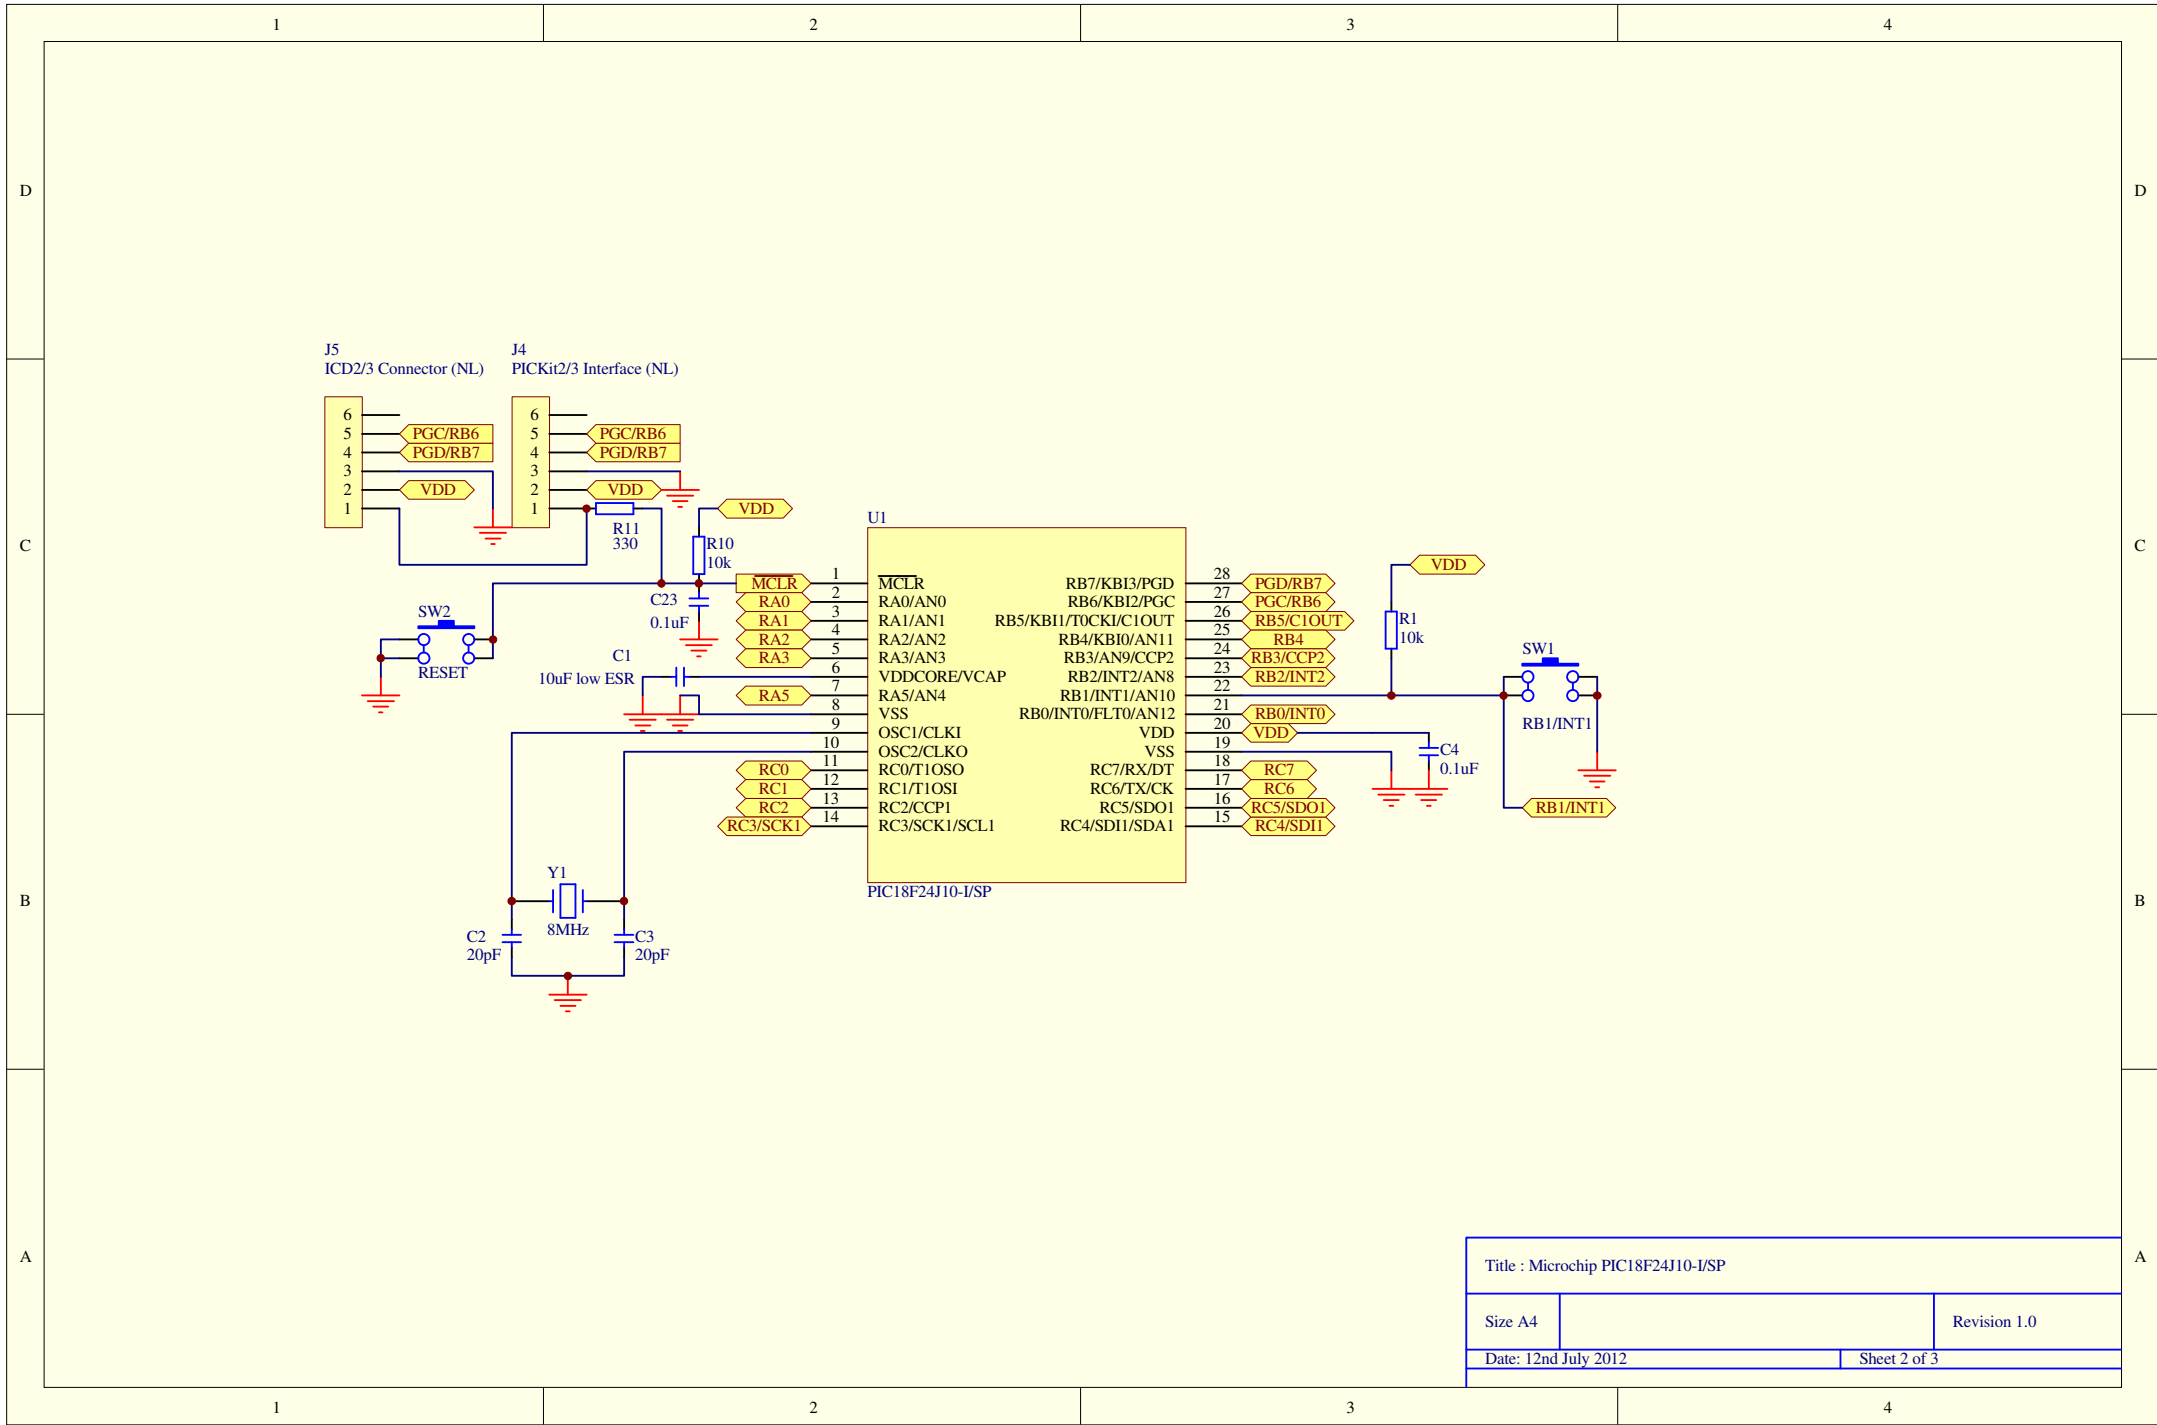 1 2 3 4
D D
J5 J4
ICD2/3 Connector (NL) PICKit2/3 Interface (NL)
6 6
5 PGC/RB6 5 PGC/RB6
4 PGD/RB7 4 PGD/RB7
3 3
2 VDD 2 VDD
1 1 VDD
R11
330
R10
10k
C C
U1
VDD
MCLR 1 MCLR RB7/KBI3/PGD 28 PGD/RB7
RA0 2 RA0/AN0 RB6/KBI2/PGC 27 PGC/RB6
RA1 3 RA1/AN1 RB5/KBI1/T0CKI/C1OUT 26 RB5/C1OUT
RA2 4 RA2/AN2 RB4/KBI0/AN11 25 RB4
RA3 5 RA3/AN3 RB3/AN9/CCP2 24 RB3/CCP2
6 VDDCORE/VCAP RB2/INT2/AN8 23 RB2/INT2
RA5 7 RA5/AN4 RB1/INT1/AN10 22
8 VSS RB0/INT0/FLT0/AN12 21 RB0/INT0
9 OSC1/CLKI VDD 20 VDD
10 OSC2/CLKO VSS 19
RC0 11 RC0/T1OSO RC7/RX/DT 18 RC7
RC1 12 RC1/T1OSI RC6/TX/CK 17 RC6
RC2 13 RC2/CCP1 RC5/SDO1 16 RC5/SDO1
RC3/SCK1 14 RC3/SCK1/SCL1 RC4/SDI1/SDA1 15 RC4/SDI1
PIC18F24J10-I/SP
C23
0.1uF
SW2
RESET
C1
10uF low ESR
R1
10k
SW1
RB1/INT1
C4
0.1uF
RB1/INT1
Y1
8MHz
C2
20pF
C3
20pF
B B
A A
Title : Microchip PIC18F24J10-I/SP
Size A4 Revision 1.0
Date: 12nd July 2012 Sheet 2 of 3
1 2 3 4